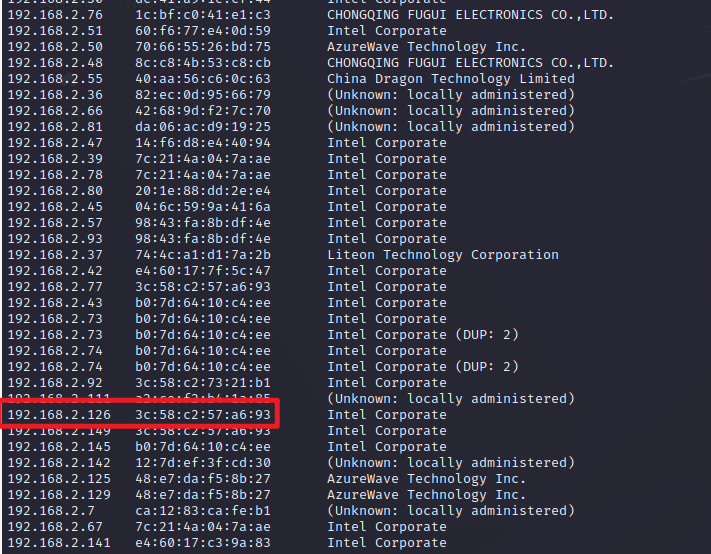 192.168.2.76 1c:bf:c0:41:e1:c3 CHONGQING FUGUI ELECTRONICS CO.,LTD.
192.168.2.51 60:f6:77:e4:0d:59 Intel Corporate
192.168.2.50 70:66:55:26:bd:75 AzureWave Technology Inc.
192.168.2.48 8c:c8:4b:53:c8:cb CHONGQING FUGUI ELECTRONICS CO.,LTD.
192.168.2.55 40:aa:56:c6:0c:63 China Dragon Technology Limited
192.168.2.36 82:ec:0d:95:66:79 (Unknown: locally administered)
192.168.2.66 42:68:9d:f2:7c:70 (Unknown: locally administered)
192.168.2.81 da:06:ac:d9:19:25 (Unknown: locally administered)
192.168.2.47 14:f6:d8:e4:40:94 Intel Corporate
192.168.2.39 7c:21:4a:04:7a:ae Intel Corporate
192.168.2.78 7c:21:4a:04:7a:ae Intel Corporate
192.168.2.80 20:1e:88:dd:2e:e4 Intel Corporate
192.168.2.45 04:6c:59:9a:41:6a Intel Corporate
192.168.2.57 98:43:fa:8b:df:4e Intel Corporate
192.168.2.93 98:43:fa:8b:df:4e Intel Corporate
192.168.2.37 74:4c:a1:d1:7a:2b Liteon Technology Corporation
192.168.2.42 e4:60:17:7f:5c:47 Intel Corporate
192.168.2.77 3c:58:c2:57:a6:93 Intel Corporate
192.168.2.43 b0:7d:64:10:c4:ee Intel Corporate
192.168.2.73 b0:7d:64:10:c4:ee Intel Corporate
192.168.2.73 b0:7d:64:10:c4:ee Intel Corporate (DUP: 2)
192.168.2.74 b0:7d:64:10:c4:ee Intel Corporate
192.168.2.74 b0:7d:64:10:c4:ee Intel Corporate (DUP: 2)
192.168.2.92 3c:58:c2:73:21:b1 Intel Corporate
192.168.2.111 (Unknown: locally administered)
192.168.2.126 3c:58:c2:57:a6:93 Intel Corporate
192.168.2.149 3c:58:c2:57:a6:93 Intel Corporate
192.168.2.145 b0:7d:64:10:c4:ee Intel Corporate
192.168.2.142 12:7d:ef:3f:cd:30 (Unknown: locally administered)
192.168.2.125 48:e7:da:f5:8b:27 AzureWave Technology Inc.
192.168.2.129 48:e7:da:f5:8b:27 AzureWave Technology Inc.
192.168.2.7 ca:12:83:ca:fe:b1 (Unknown: locally administered)
192.168.2.67 7c:21:4a:04:7a:ae Intel Corporate
192.168.2.141 e4:60:17:c3:9a:83 Intel Corporate